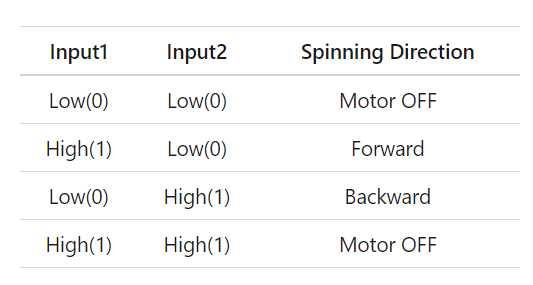 Input1 Input2 Spinning Direction
Low(0) Low(0) Motor OFF
High(1) Low(0) Forward
Low(0) High(1) Backward
High(1) High(1) Motor OFF